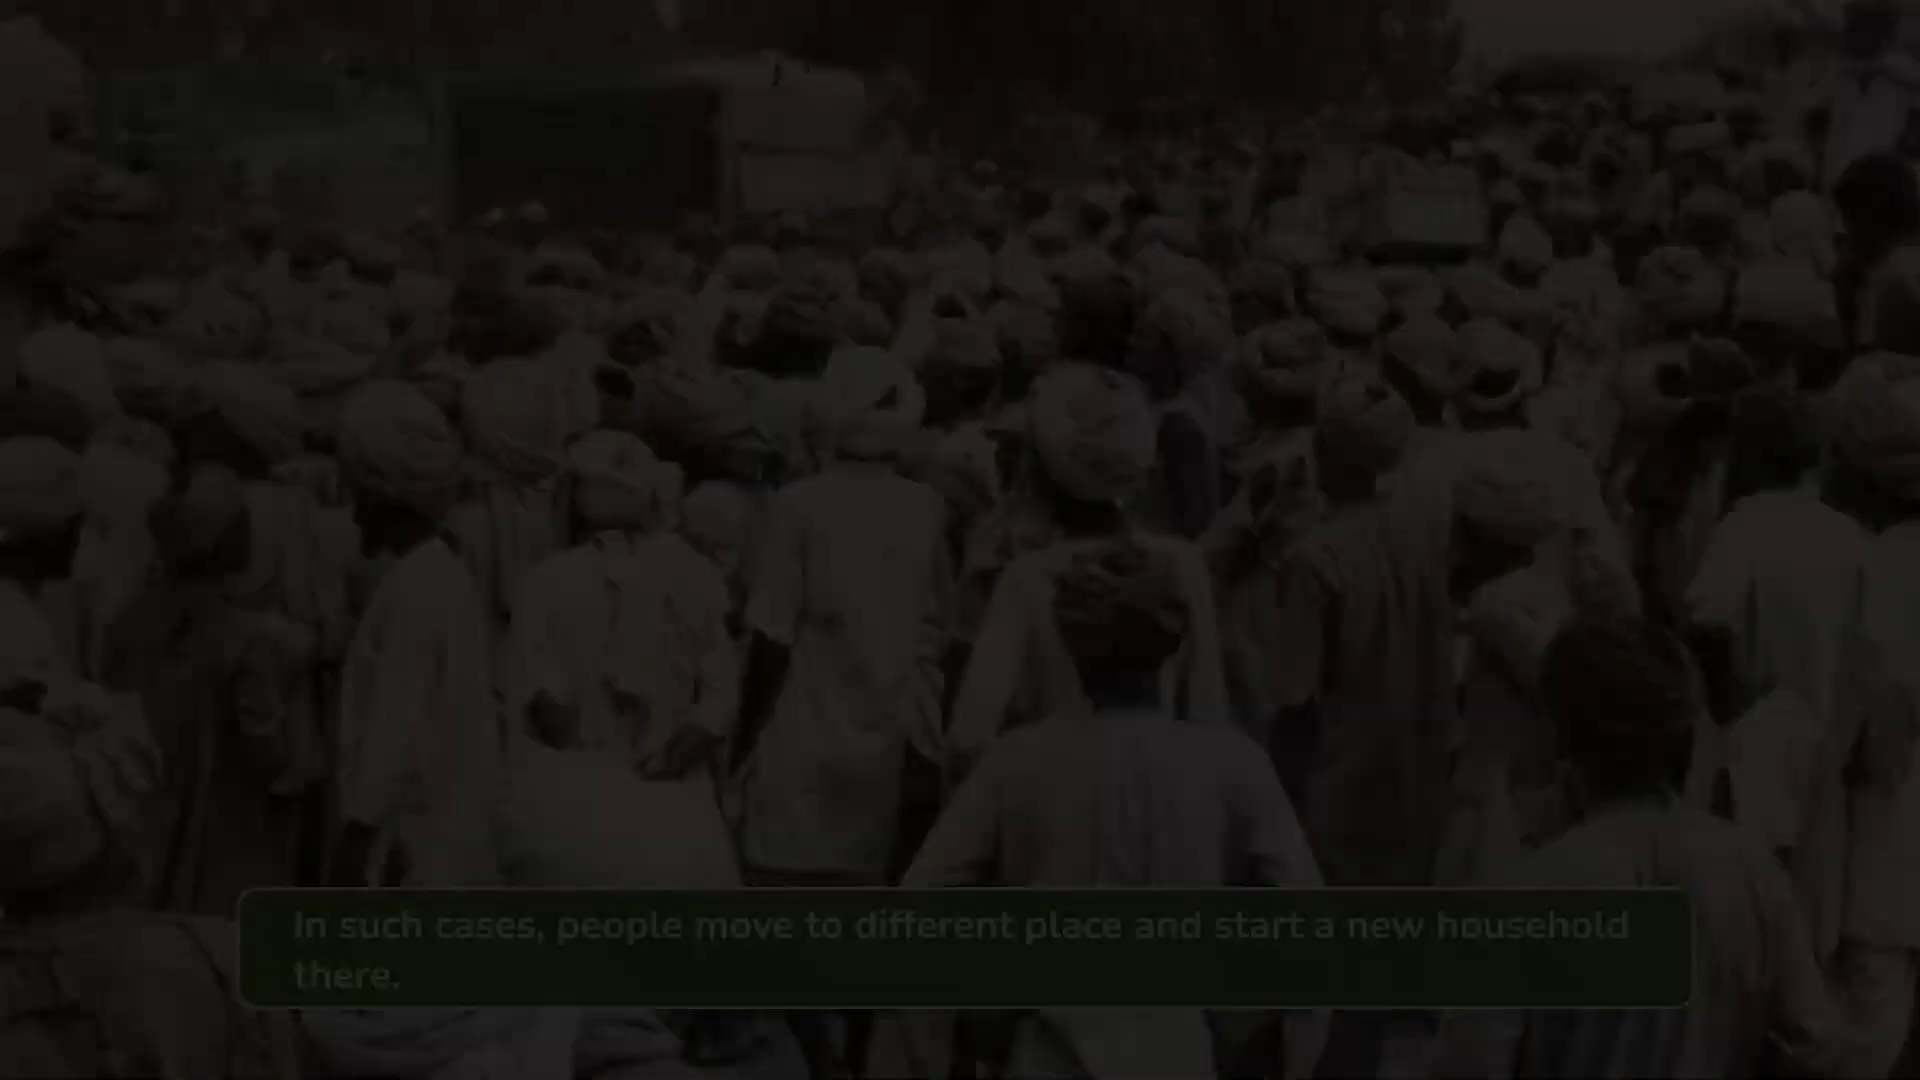 In such cases, people move to different place and start a new household
there.